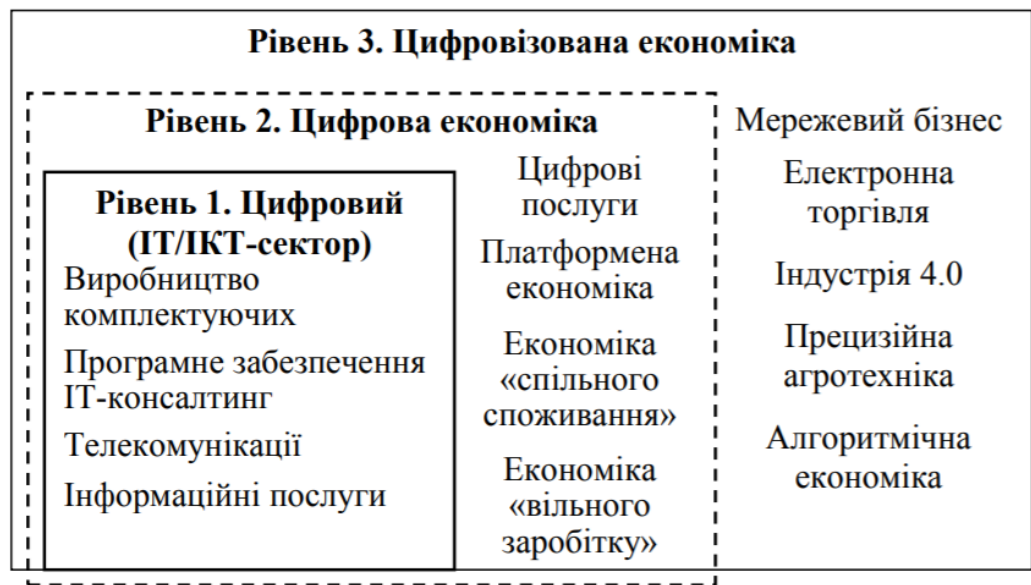 Рівень 3. Цифровізована економіка
Рівень 2. Цифрова економіка
Рівень 1. Цифровий
(ІТ/ІКТ-сектор)
Виробництво
комплектуючих
Програмне забезпечення
ІТ-консалтинг
Телекомунікації
Інформаційні послуги
Цифрові
послуги
Платформена
економіка
Економіка
«спільного
споживання»
Економіка
«вільного
заробітку»
Мережевий бізнес
Електронна
торгівля
Індустрія 4.0
Прецизійна
агротехніка
Алгоритмічна
економіка